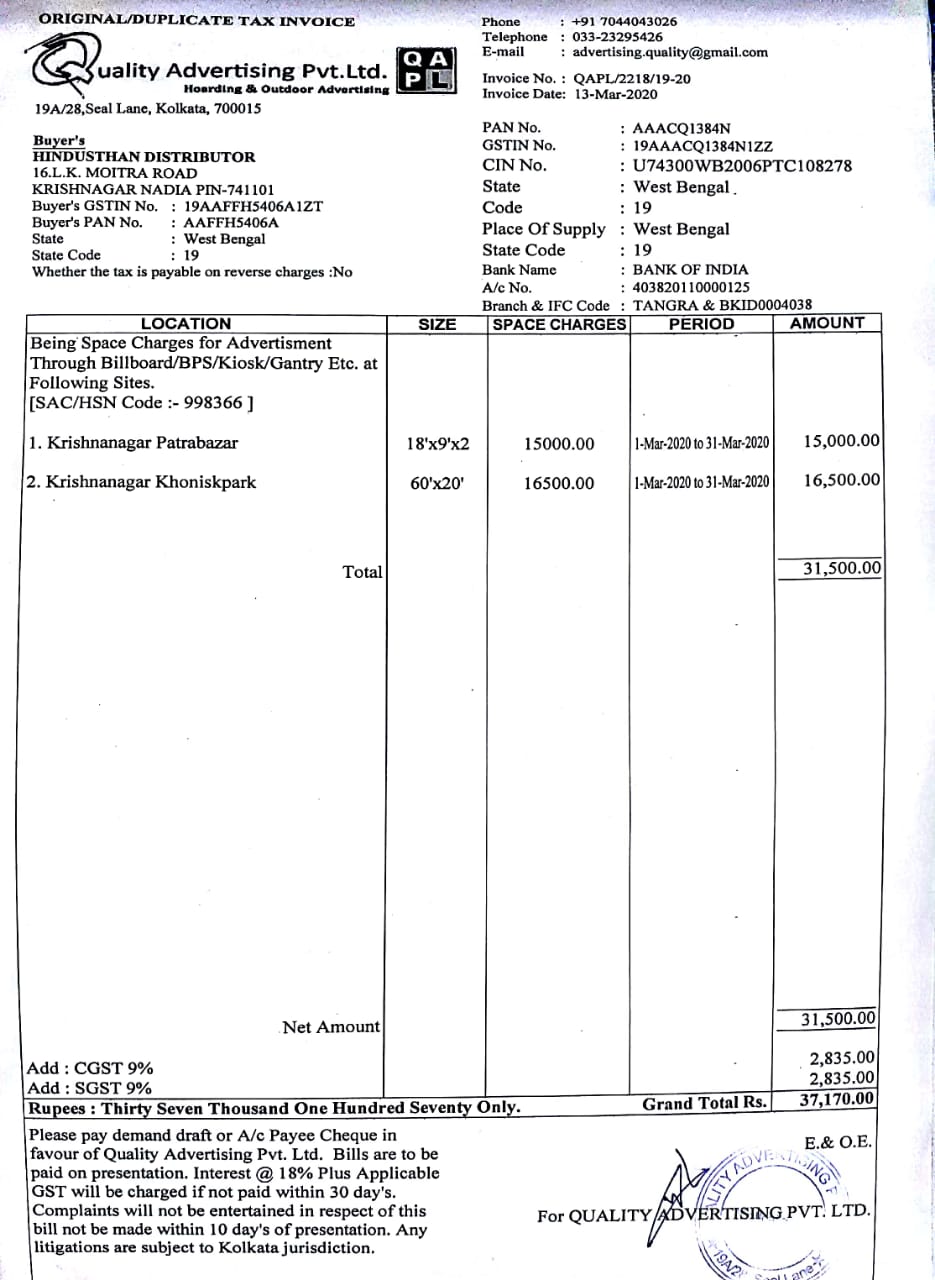 ORIGINAL/DUPLICATE TAX INVOICE
Quality Advertising Pvt.Ltd.
Hoarding & Outdoor Advertising
QA
PL
19A/28,Seal Lane, Kolkata, 700015
Phone : +91 7044043026
Telephone : 033-23295426
E-mail : advertising.quality@gmail.com
Invoice No. : QAPL/2218/19-20
Invoice Date: 13-Mar-2020
Buyer's
HINDUSTHAN DISTRIBUTOR
16.L.K. MOITRA ROAD
KRISHNAGAR NADIA PIN-741101
Buyer's GSTIN No. : 19AAFFH5406A1ZT
Buyer's PAN No. : AAFFH5406A
State : West Bengal
State Code : 19
Whether the tax is payable on reverse charges :No
PAN No. : AAACQ1384N
GSTIN No. : 19AAACQ1384N1ZZ
CIN No. : U74300WB2006PTC108278
State : West Bengal
Code : 19
Place Of Supply : West Bengal
State Code : 19
Bank Name : BANK OF INDIA
A/c No. : 403820110000125
Branch & IFC Code : TANGRA & BKID0004038
LOCATION SIZE SPACE CHARGES PERIOD AMOUNT
Being Space Charges for Advertisment
Through Billboard/BPS/Kiosk/Gantry Etc. at
Following Sites.
[SAC/HSN Code :- 998366 ]
1. Krishnanagar Patrabazar 18'x9'x2 15000.00 1-Mar-2020 to 31-Mar-2020 15,000.00
2. Krishnanagar Khoniskpark 60'x20' 16500.00 1-Mar-2020 to 31-Mar-2020 16,500.00
Total 31,500.00
Net Amount 31,500.00
Add : CGST 9% 2,835.00
Add : SGST 9% 2,835.00
Rupees : Thirty Seven Thousand One Hundred Seventy Only. Grand Total Rs. 37,170.00
Please pay demand draft or A/c Payee Cheque in
favour of Quality Advertising Pvt. Ltd. Bills are to be
paid on presentation. Interest @ 18% Plus Applicable
GST will be charged if not paid within 30 day's.
Complaints will not be entertained in respect of this
bill not be made within 10 day's of presentation. Any
litigations are subject to Kolkata jurisdiction.
E.& O.E.
For QUALITY ADVERTISING PVT. LTD.
ALITY ADVERTISING P
19A/28 Seal Lane